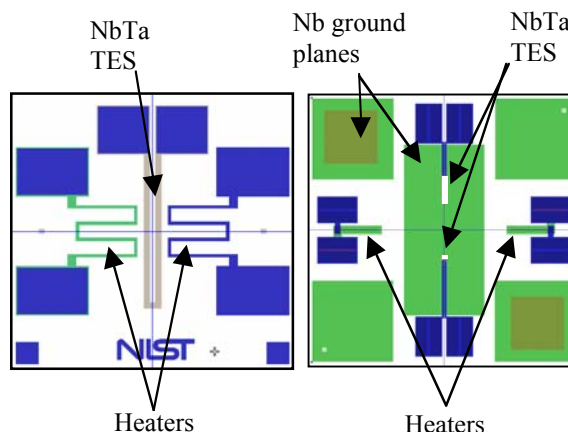 NbTa
TES
Nb ground
planes
NbTa
TES
NIST
Heaters
Heaters